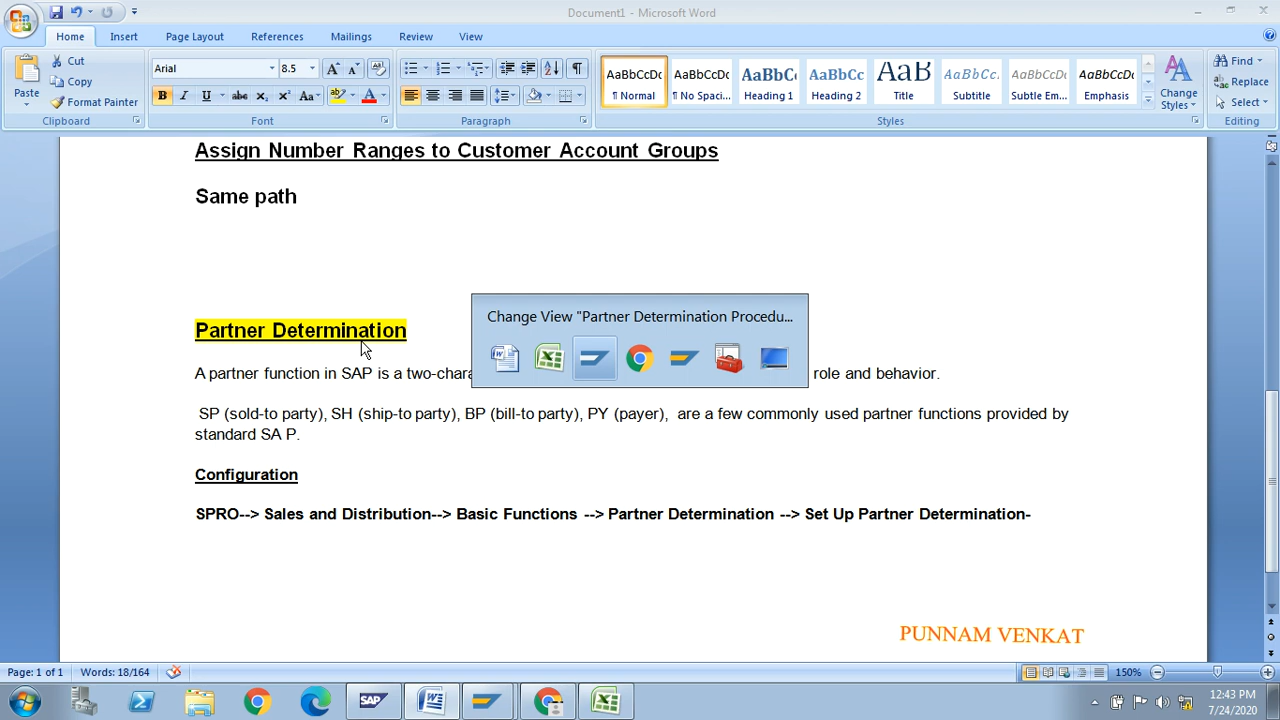 Document1 - Microsoft Word
Home Insert Page Layout References Mailings Review View
Paste
Cut
Copy
Format Painter
Clipboard
Arial 8.5
Font
Paragraph
AaBbCcDc AaBbCcDc AaBbCc AaBbCc AaB AaBbCc. AaBbCcDc AaBbCcDc
¶ Normal ¶ No Spaci... Heading 1 Heading 2 Title Subtitle Subtle Em... Emphasis
Styles
Change Styles
Find
Replace
Select
Editing
Assign Number Ranges to Customer Account Groups
Same path
Change View "Partner Determination Procedu...
Partner Determination
A partner function in SAP is a two-chara role and behavior.
SP (sold-to party), SH (ship-to party), BP (bill-to party), PY (payer), are a few commonly used partner functions provided by
standard SA P.
Configuration
SPRO--> Sales and Distribution--> Basic Functions --> Partner Determination --> Set Up Partner Determination-
PUNNAM VENKAT
Page: 1 of 1 Words: 18/164 150%
SAP
12:43 PM
7/24/2020